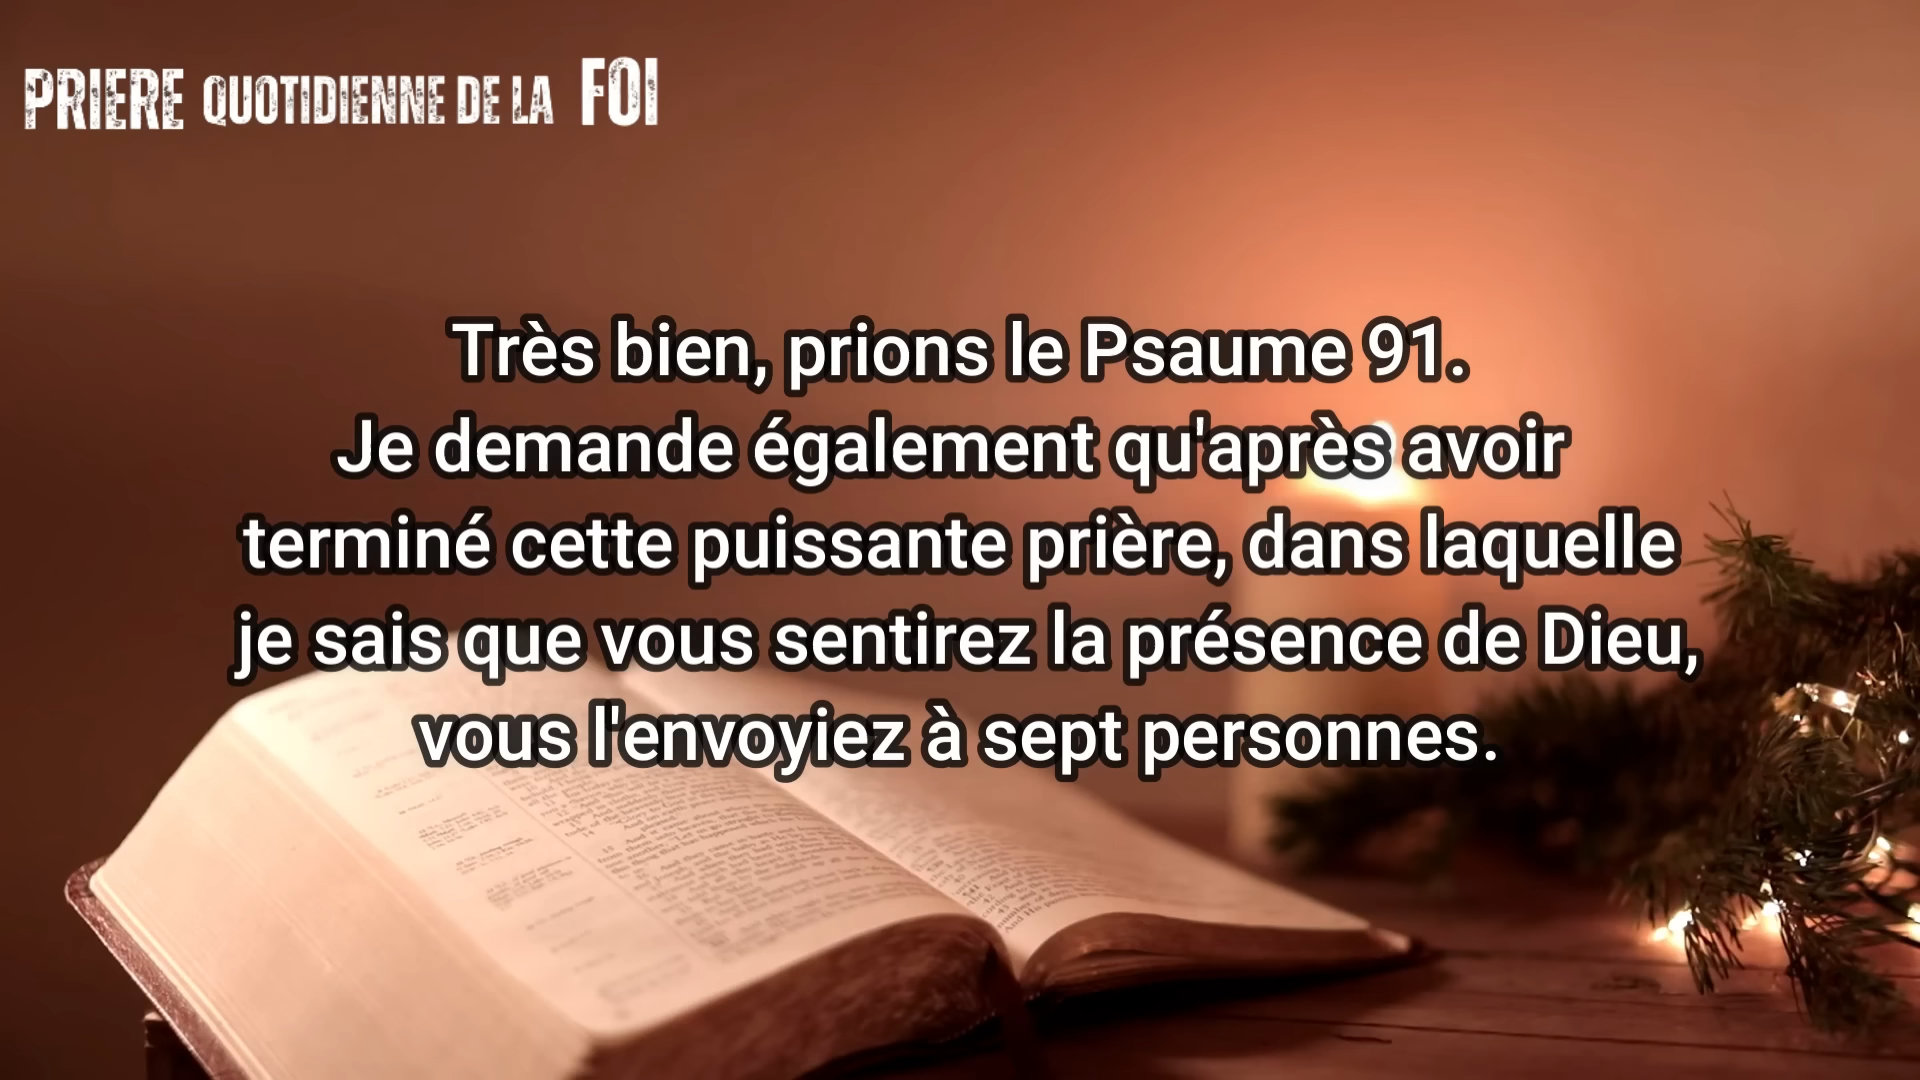 PRIERE QUOTIDIENNE DE LA FOI
Très bien, prions le Psaume 91.
Je demande également qu'après avoir
terminé cette puissante prière, dans laquelle
je sais que vous sentirez la présence de Dieu,
vous l'envoyiez à sept personnes.